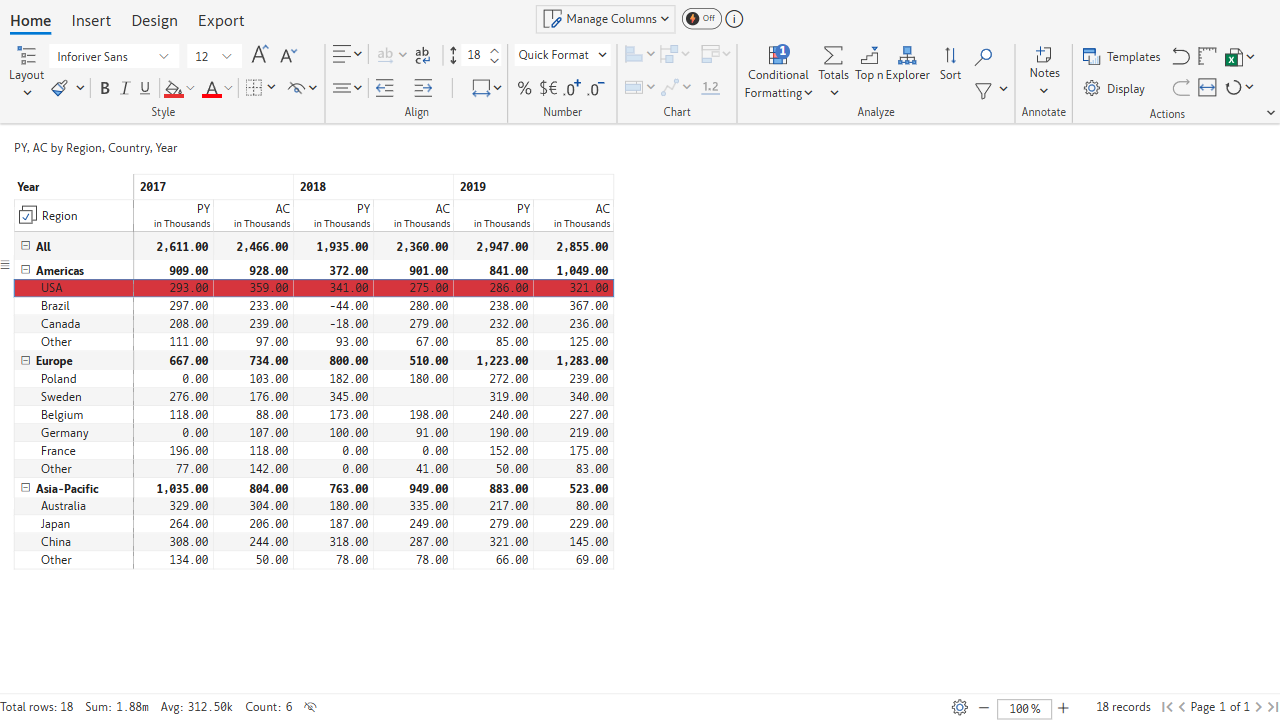 Home Insert Design Export Manage Columns Off i
Inforiver Sans 12 ab ab 18 Quick Format 1 Templates X
Layout Conditional Formatting Totals Top n Explorer Sort Notes
B I U A % $€ .0+ .0- 1.2 Display
Style Align Number Chart Analyze Annotate Actions
PY, AC by Region, Country, Year
Year 2017 2018 2019
Region PY AC PY AC PY AC
in Thousands in Thousands in Thousands in Thousands in Thousands in Thousands
All 2,611.00 2,466.00 1,935.00 2,360.00 2,947.00 2,855.00
Americas 909.00 928.00 372.00 901.00 841.00 1,049.00
USA 293.00 359.00 341.00 275.00 286.00 321.00
Brazil 297.00 233.00 -44.00 280.00 238.00 367.00
Canada 208.00 239.00 -18.00 279.00 232.00 236.00
Other 111.00 97.00 93.00 67.00 85.00 125.00
Europe 667.00 734.00 800.00 510.00 1,223.00 1,283.00
Poland 0.00 103.00 182.00 180.00 272.00 239.00
Sweden 276.00 176.00 345.00 319.00 340.00
Belgium 118.00 88.00 173.00 198.00 240.00 227.00
Germany 0.00 107.00 100.00 91.00 190.00 219.00
France 196.00 118.00 0.00 0.00 152.00 175.00
Other 77.00 142.00 0.00 41.00 50.00 83.00
Asia-Pacific 1,035.00 804.00 763.00 949.00 883.00 523.00
Australia 329.00 304.00 180.00 335.00 217.00 80.00
Japan 264.00 206.00 187.00 249.00 279.00 229.00
China 308.00 244.00 318.00 287.00 321.00 145.00
Other 134.00 50.00 78.00 78.00 66.00 69.00
Total rows: 18 Sum: 1.88m Avg: 312.50k Count: 6 100% 18 records Page 1 of 1